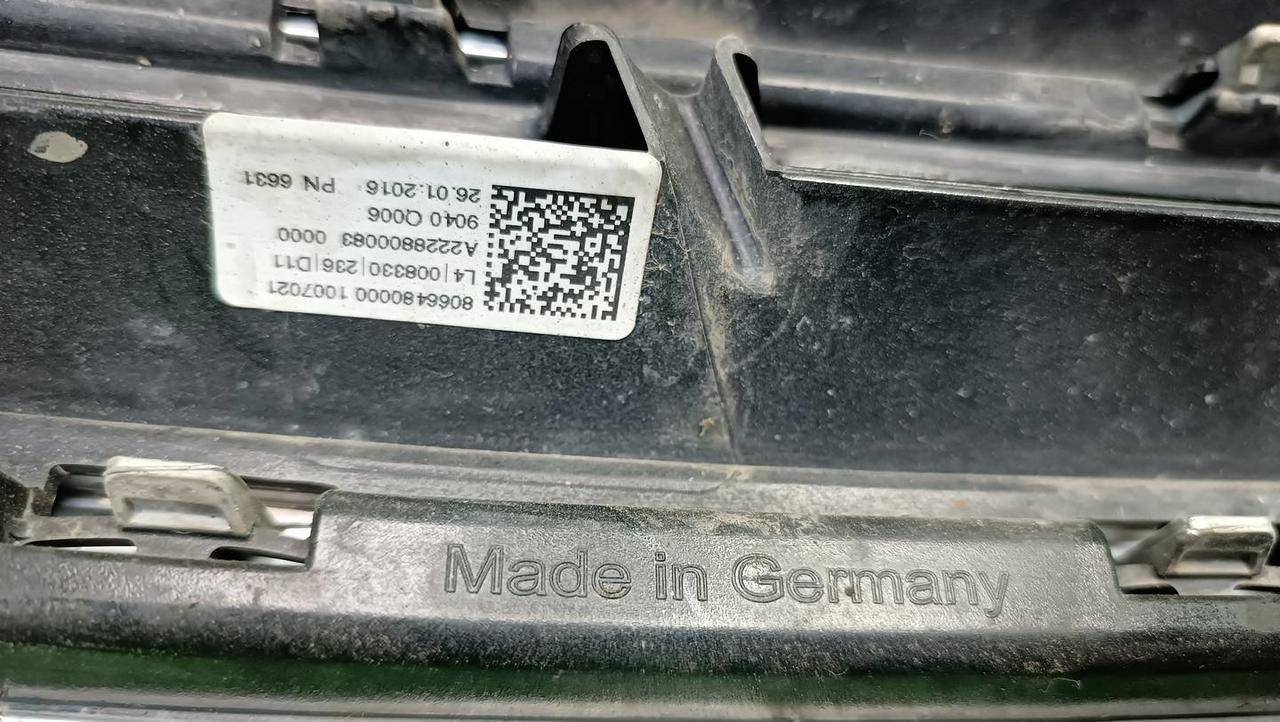 8066480000 1007021
L4|008330|236|D11
A2228800083 0000
9040 Q006
26.01.2016 PN 6631
Made in Germany